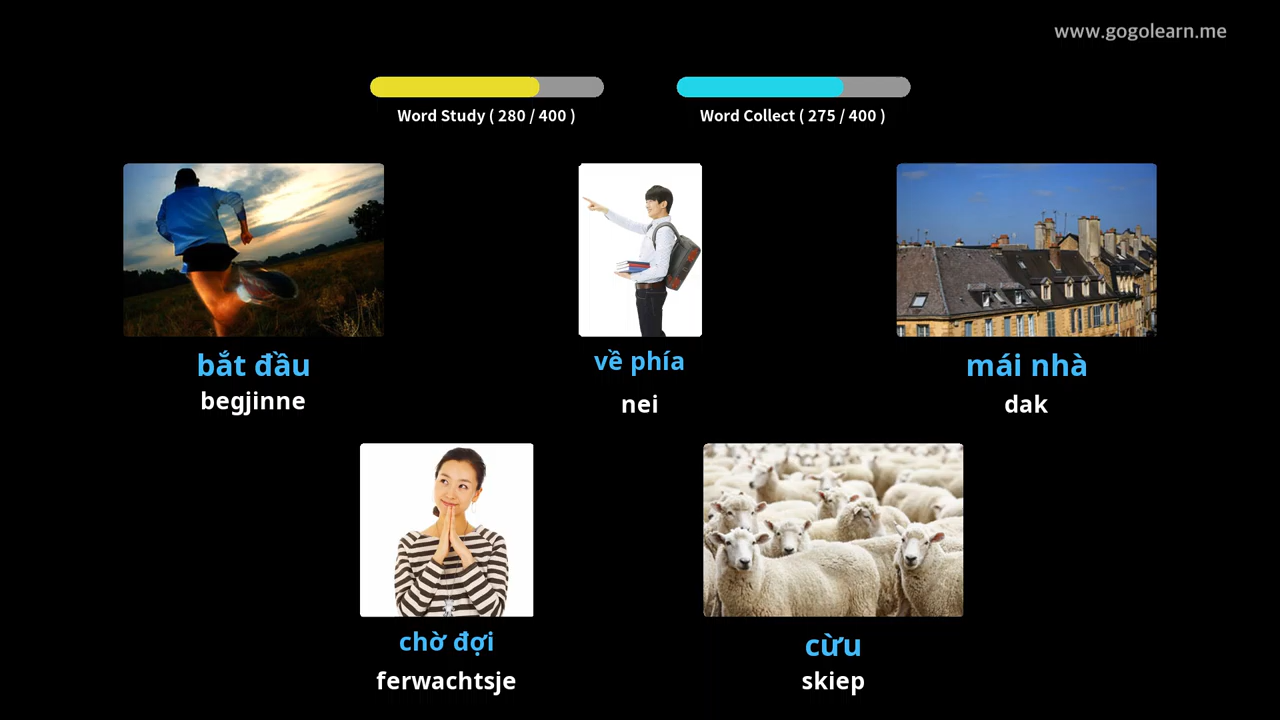 www.gogolearn.me
Word Study ( 280 / 400 )
Word Collect ( 275 / 400 )
bắt đầu
begjinne
về phía
nei
mái nhà
dak
chờ đợi
ferwachtsje
cừu
skiep